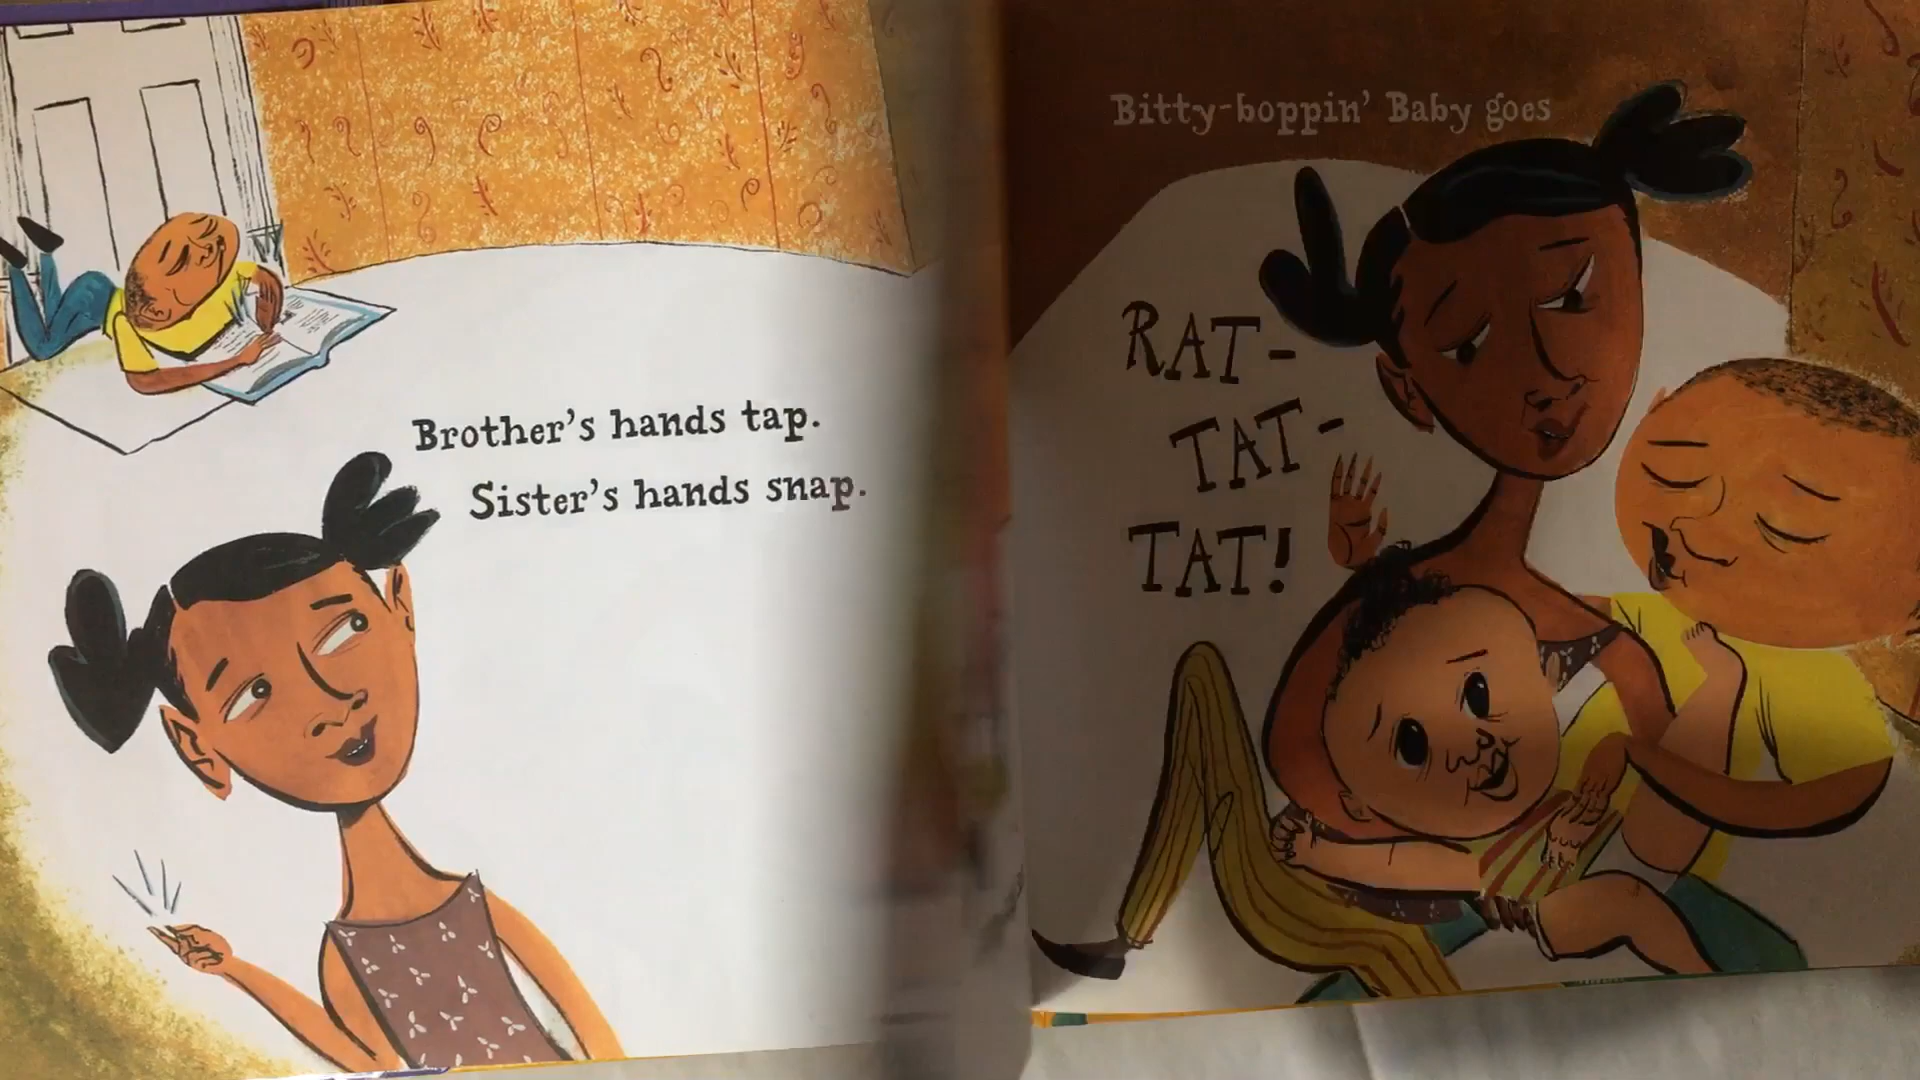 Brother's hands tap.
Sister's hands snap.
Bitty-boppin' Baby goes
RAT-
TAT-
TAT!